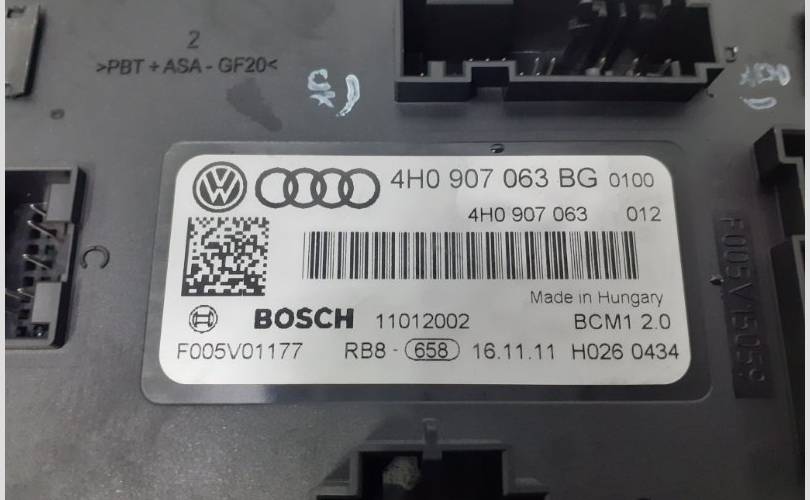 2
>PBT + ASA - GF20<
4H0 907 063 BG 0100
4H0 907 063 012
Made in Hungary
BOSCH 11012002 BCM1 2.0
F005V01177 RB8 - 658 16.11.11 H026 0434
F005V15059